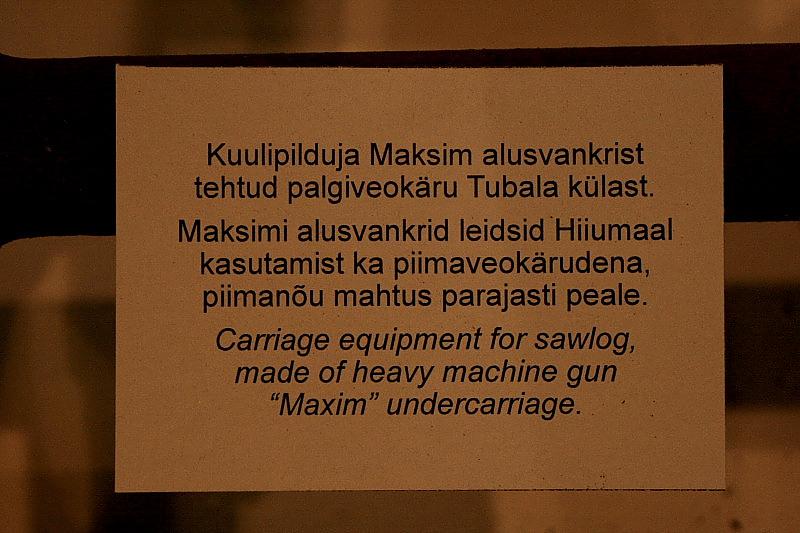 Kuulipilduja Maksim alusvankrist
tehtud palgiveokäru Tubala külast.
Maksimi alusvankrid leidsid Hiiumaal
kasutamist ka piimaveokärudena,
piimanõu mahtus parajasti peale.
Carriage equipment for sawlog,
made of heavy machine gun
“Maxim” undercarriage.